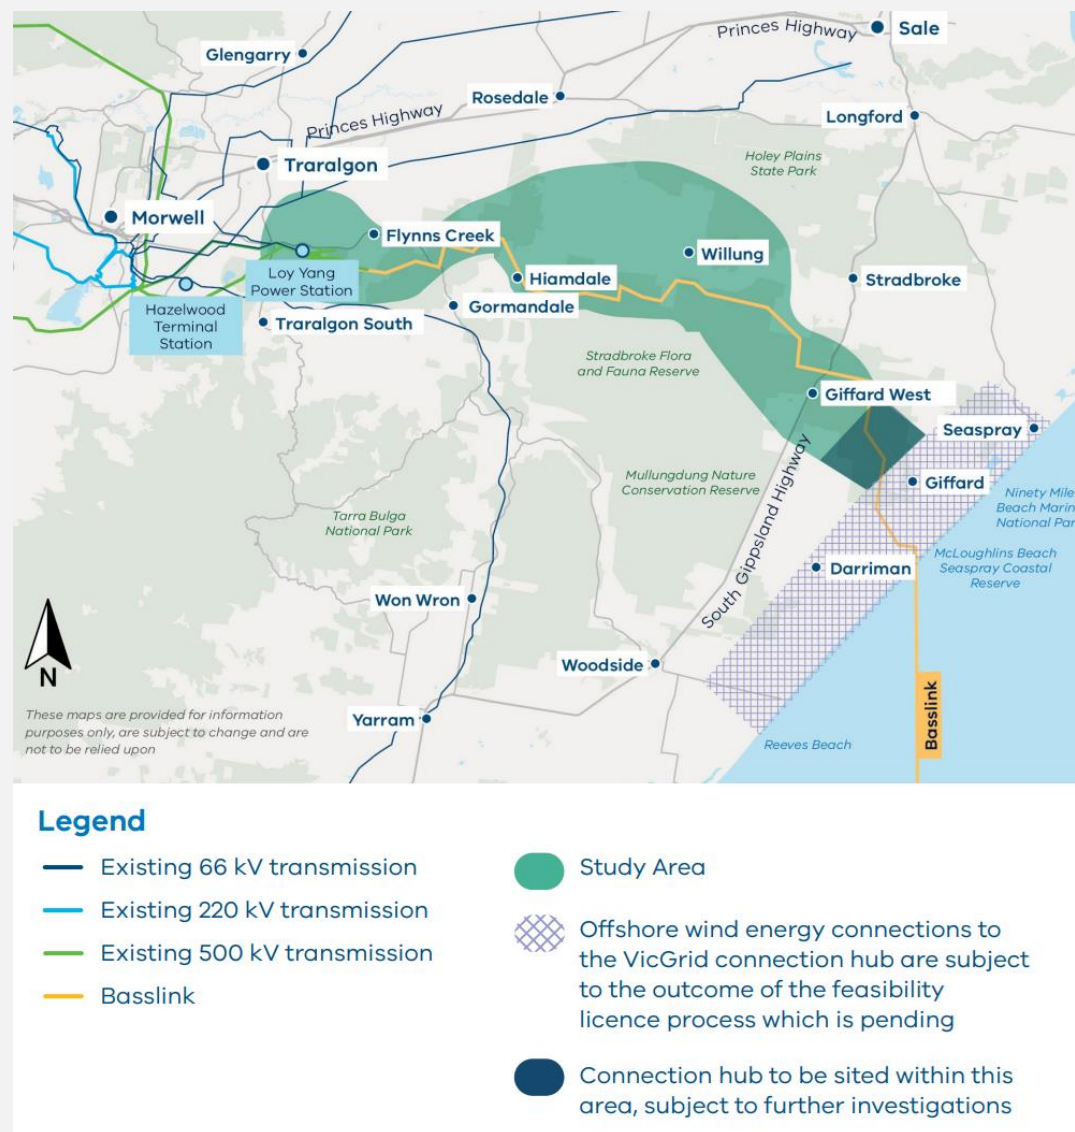 Princes Highway
Sale
Glengarry
Rosedale
Princes Highway
Longford
Traralgon
Holey Plains
State Park
Morwell
Flynns Creek
Willung
Loy Yang
Power Station
Hiamdale
Stradbroke
Hazelwood
Terminal
Station
Gormandale
Traralgon South
Stradbroke Flora
and Fauna Reserve
Giffard West
Seaspray
Mullungdung Nature
Conservation Reserve
Giffard
Ninety Mile
Beach Marin
National Par
South Gippsland Highway
Tarra Bulga
National Park
McLoughlins Beach
Seaspray Coastal
Reserve
Darriman
Won Wron
Woodside
N
Basslink
These maps are provided for information
purposes only, are subject to change and are
not to be relied upon
Yarram
Reeves Beach
Legend
Existing 66 kV transmission
Existing 220 kV transmission
Existing 500 kV transmission
Basslink
Study Area
Offshore wind energy connections to
the VicGrid connection hub are subject
to the outcome of the feasibility
licence process which is pending
Connection hub to be sited within this
area, subject to further investigations